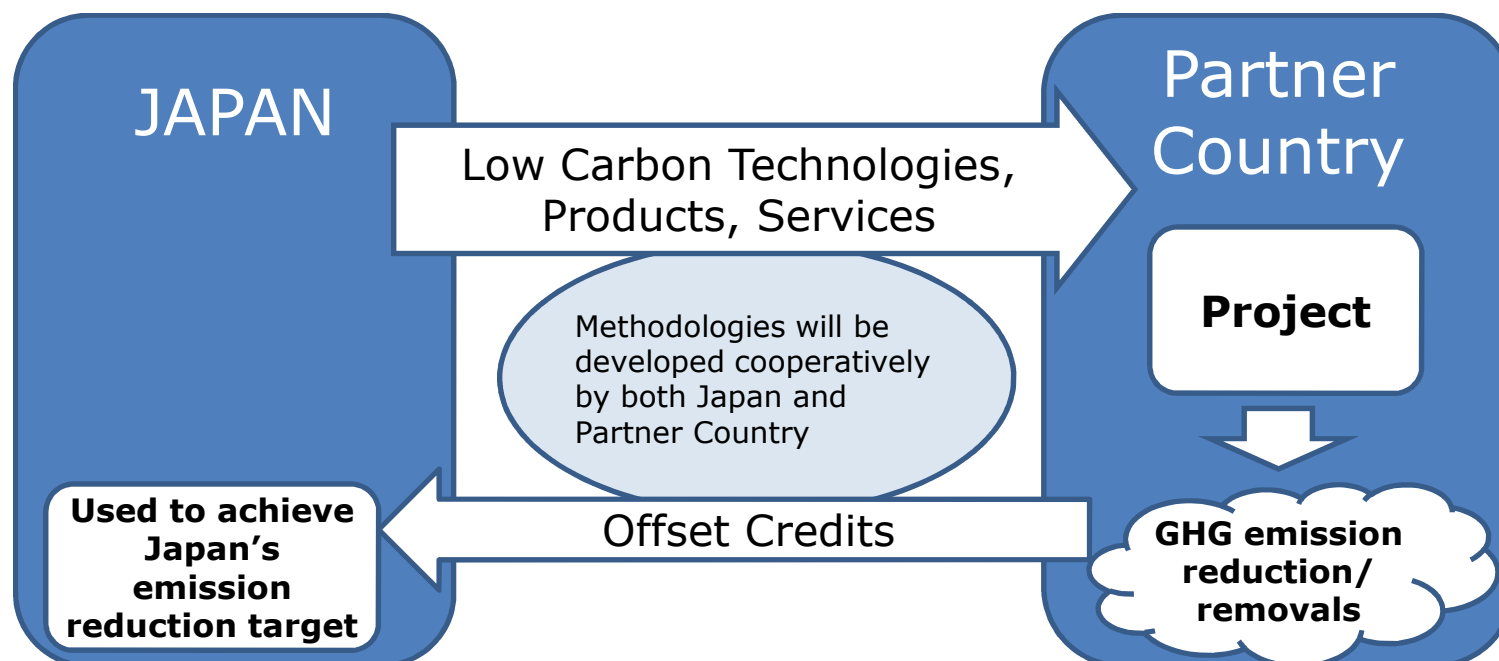 JAPAN
Partner
Country
Low Carbon Technologies,
Products, Services
Project
Methodologies will be
developed cooperatively
by both Japan and
Partner Country
Offset Credits
Used to achieve
Japan’s
emission
reduction target
GHG emission
reduction/
removals